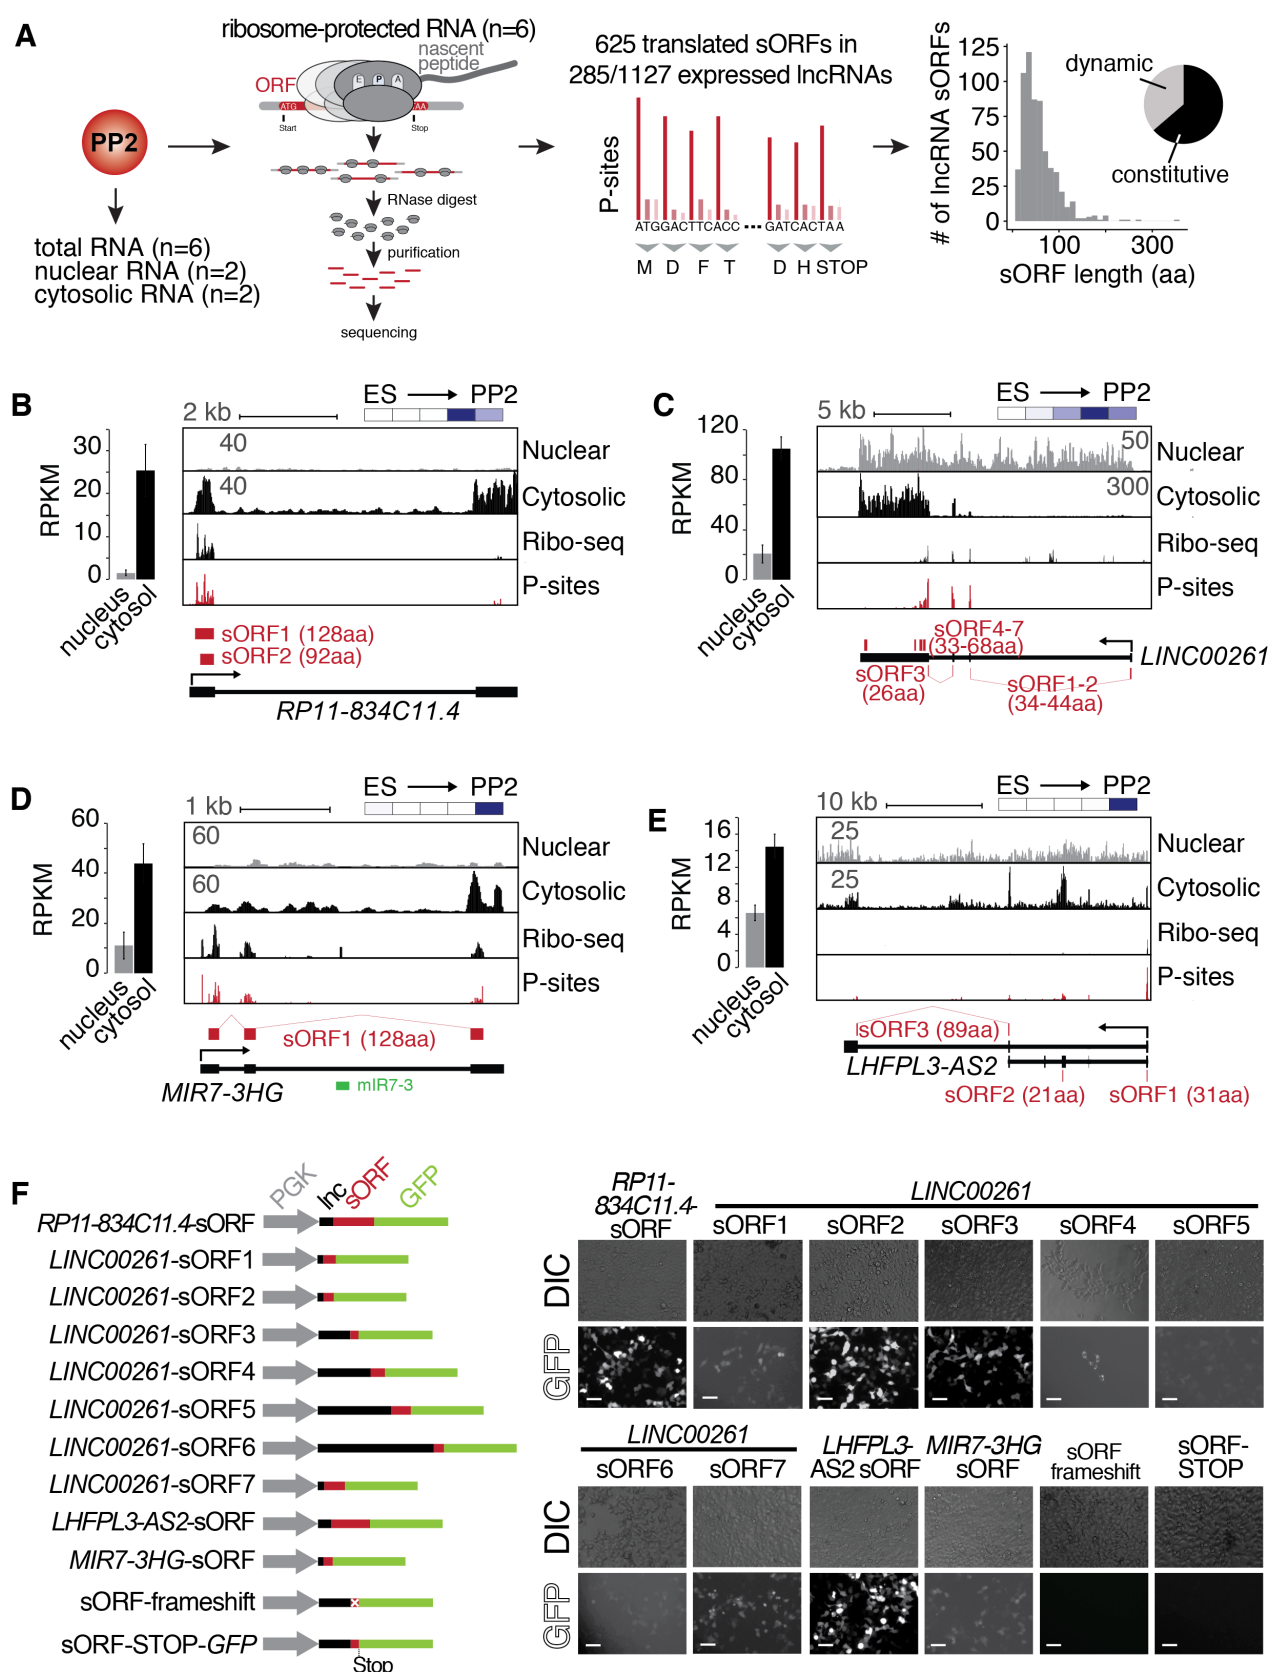 A
ribosome-protected RNA (n=6)
nascent
peptide
ORF
E P A
ATG
AA
Start
Stop
PP2
RNase digest
purification
sequencing
total RNA (n=6)
nuclear RNA (n=2)
cytosolic RNA (n=2)
625 translated sORFs in
285/1127 expressed lncRNAs
P-sites
ATGGACTTCACC ··· GATCACTAA
M D F T D H STOP
# of lncRNA sORFs
125
100
75
50
25
0
100 300
sORF length (aa)
dynamic
constitutive
B
ES PP2
2 kb
RPKM
30
20
10
0
nucleus
cytosol
40
Nuclear
40
Cytosolic
Ribo-seq
P-sites
sORF1 (128aa)
sORF2 (92aa)
RP11-834C11.4
C
ES PP2
5 kb
RPKM
120
80
40
0
nucleus
cytosol
50
Nuclear
300
Cytosolic
Ribo-seq
P-sites
sORF4-7
(33-68aa)
LINC00261
sORF3
(26aa)
sORF1-2
(34-44aa)
D
ES PP2
1 kb
RPKM
60
40
20
0
nucleus
cytosol
60
Nuclear
60
Cytosolic
Ribo-seq
P-sites
sORF1 (128aa)
MIR7-3HG
mIR7-3
E
ES PP2
10 kb
RPKM
16
12
8
4
0
nucleus
cytosol
25
Nuclear
25
Cytosolic
Ribo-seq
P-sites
sORF3 (89aa)
LHFPL3-AS2
sORF2 (21aa)
sORF1 (31aa)
F
PGK
lnc
sORF
GFP
RP11-834C11.4-sORF
LINC00261-sORF1
LINC00261-sORF2
LINC00261-sORF3
LINC00261-sORF4
LINC00261-sORF5
LINC00261-sORF6
LINC00261-sORF7
LHFPL3-AS2-sORF
MIR7-3HG-sORF
sORF-frameshift
sORF-STOP-GFP
Stop
RP11-
834C11.4-
sORF
LINC00261
sORF1 sORF2 sORF3 sORF4 sORF5
DIC
GFP
LINC00261
sORF6 sORF7
LHFPL3-
AS2 sORF
MIR7-3HG
sORF
sORF
frameshift
sORF-
STOP
DIC
GFP